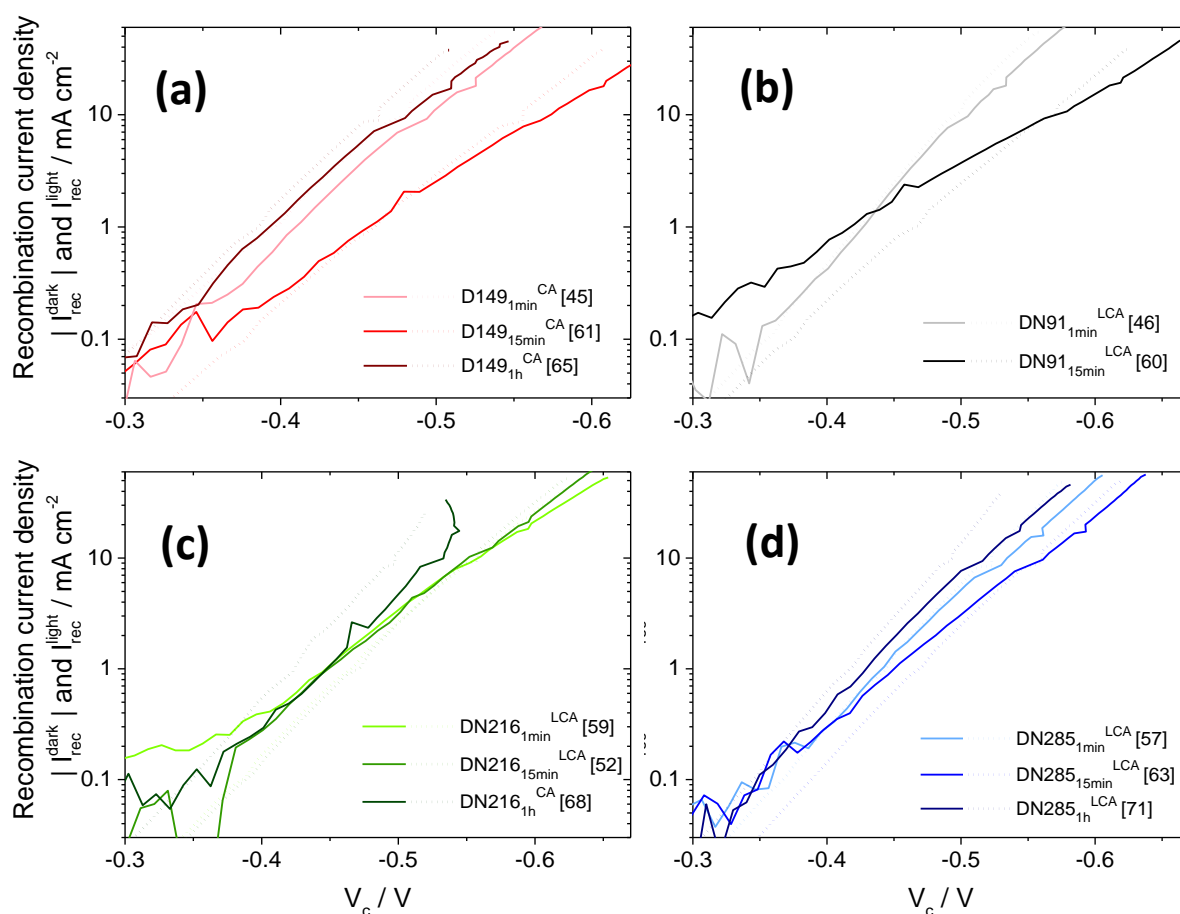 Recombination current density
| I_rec^dark | and I_rec^light / mA cm^-2
(a)
10
1
0.1
D149_1min^CA [45]
D149_15min^CA [61]
D149_1h^CA [65]
-0.3 -0.4 -0.5 -0.6
(b)
10
1
0.1
DN91_1min^LCA [46]
DN91_15min^LCA [60]
-0.3 -0.4 -0.5 -0.6
Recombination current density
| I_rec^dark | and I_rec^light / mA cm^-2
(c)
10
1
0.1
DN216_1min^LCA [59]
DN216_15min^LCA [52]
DN216_1h^CA [68]
-0.3 -0.4 -0.5 -0.6
V_c / V
(d)
10
1
0.1
DN285_1min^LCA [57]
DN285_15min^LCA [63]
DN285_1h^LCA [71]
-0.3 -0.4 -0.5 -0.6
V_c / V